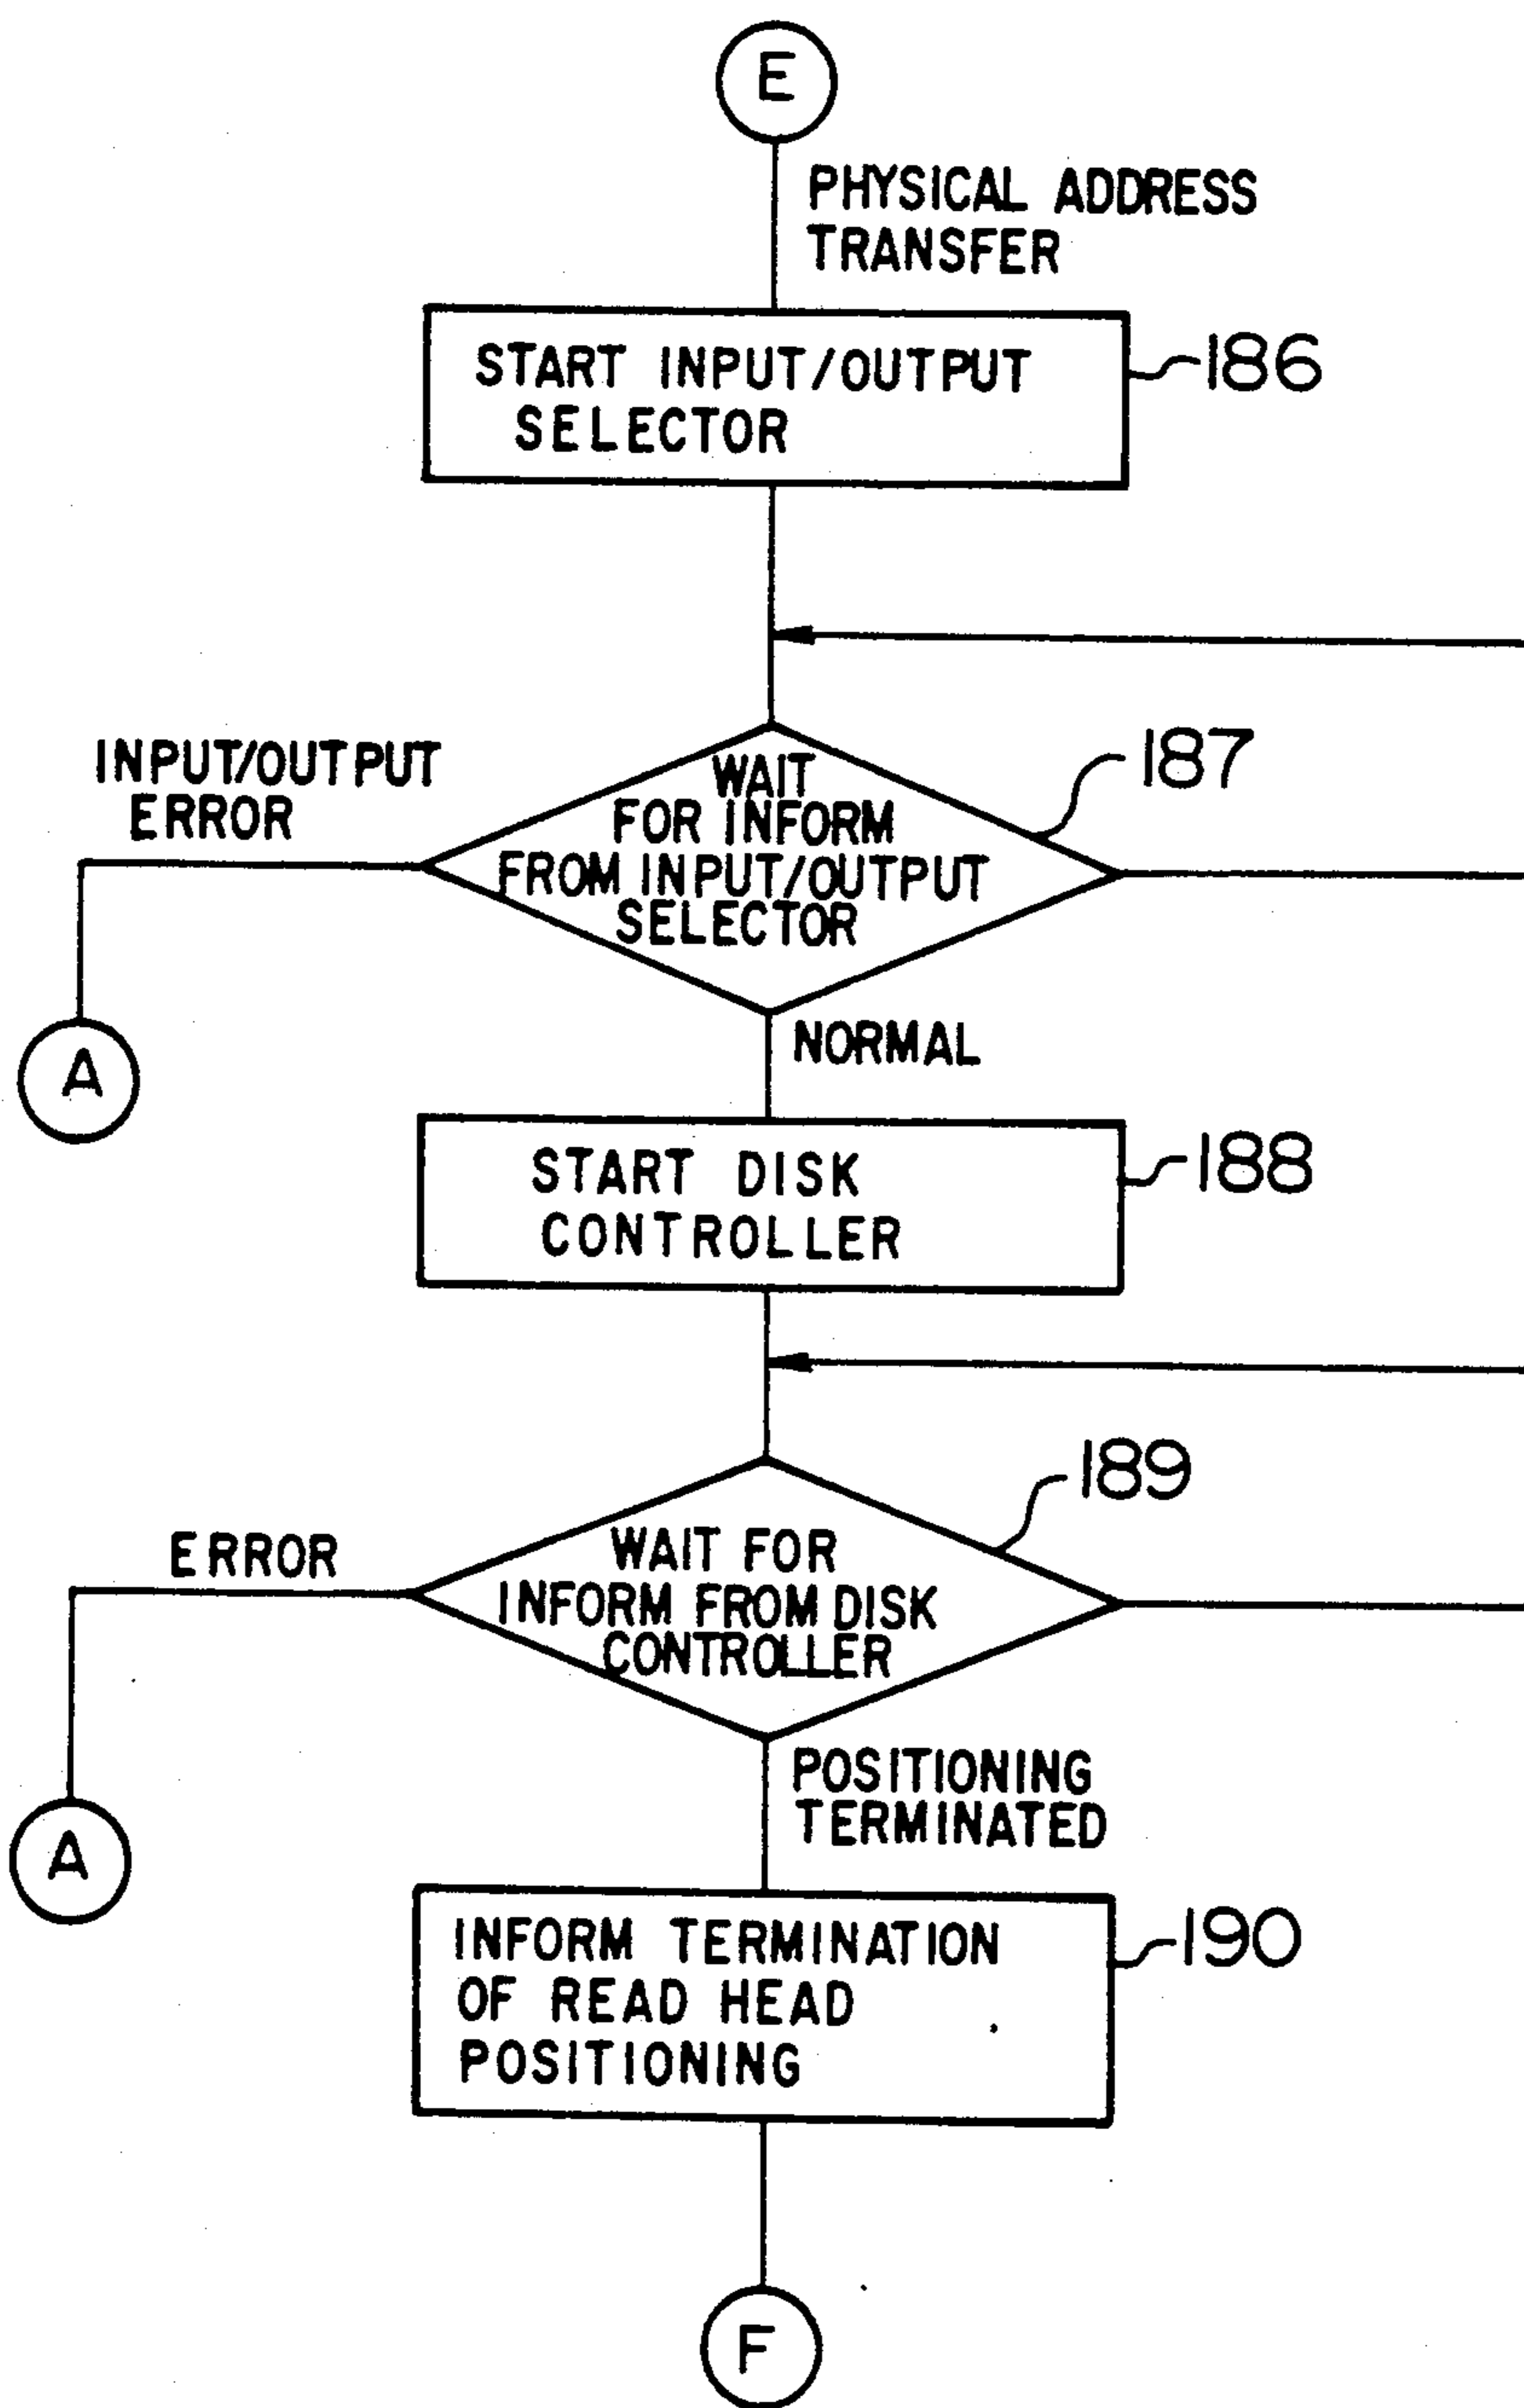 E
PHYSICAL ADDRESS
TRANSFER
START INPUT/OUTPUT
SELECTOR
186
INPUT/OUTPUT
ERROR
WAIT
FOR INFORM
FROM INPUT/OUTPUT
SELECTOR
187
A
NORMAL
START DISK
CONTROLLER
188
ERROR
WAIT FOR
INFORM FROM DISK
CONTROLLER
189
A
POSITIONING
TERMINATED
INFORM TERMINATION
OF READ HEAD
POSITIONING
190
F